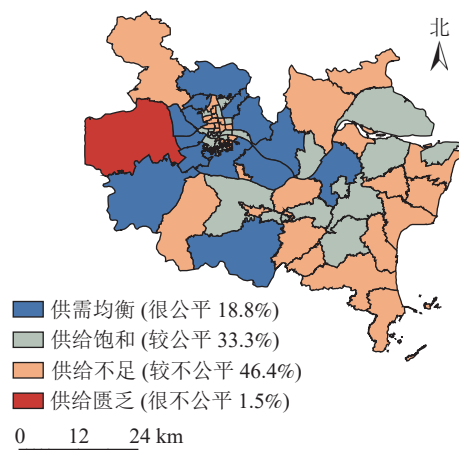 北
供需均衡 (很公平 18.8%)
供给饱和 (较公平 33.3%)
供给不足 (较不公平 46.4%)
供给匮乏 (很不公平 1.5%)
0 12 24 km